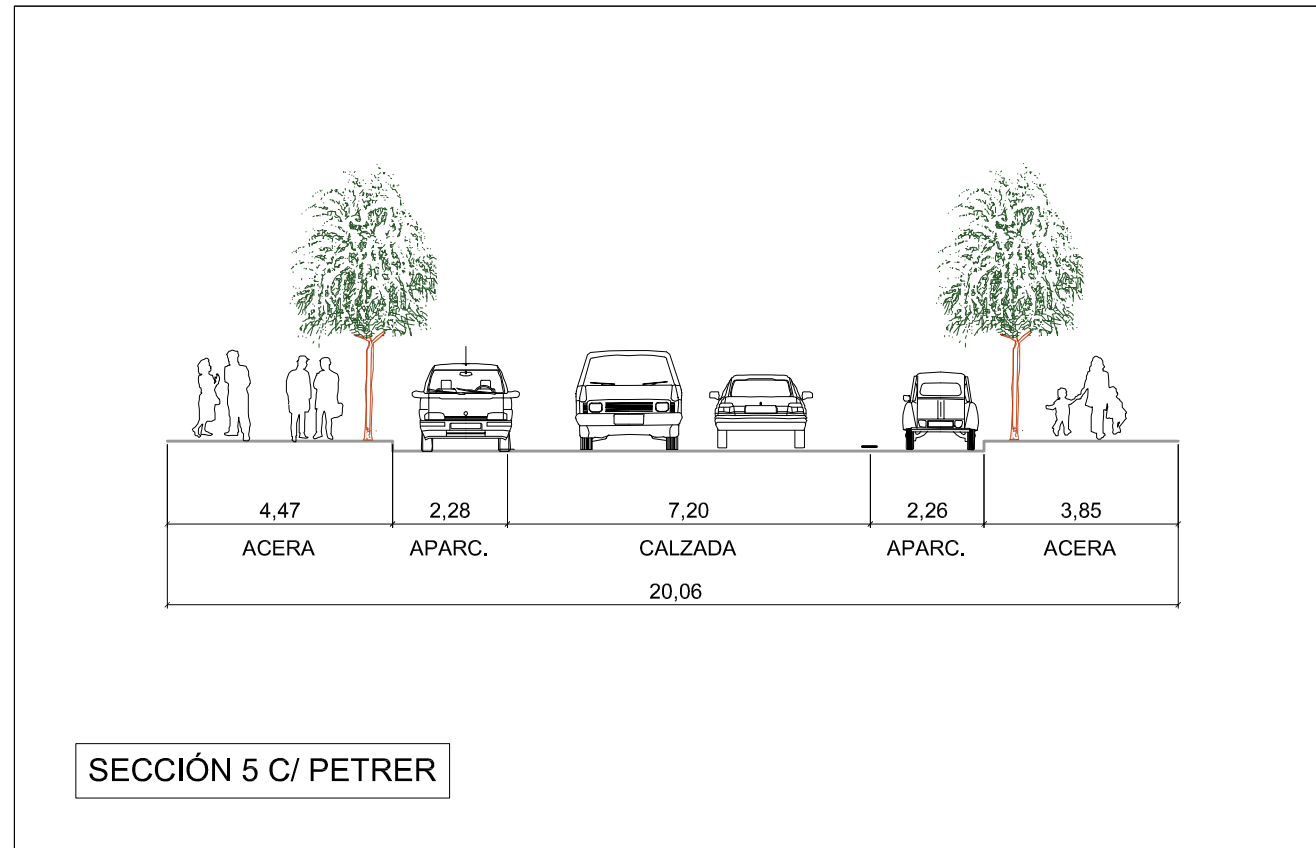 4,47 2,28 7,20 2,26 3,85
ACERA APARC. CALZADA APARC. ACERA
20,06
SECCIÓN 5 C/ PETRER